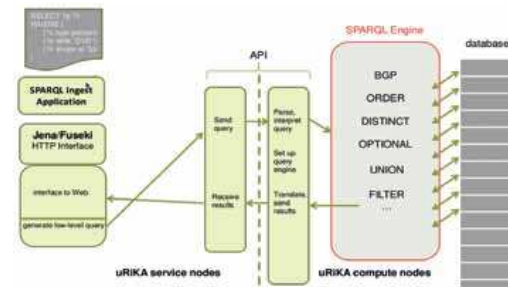 SELECT ?p ?t
WHERE {
SPARQL Ingest
Application
Jena/Fuseki
HTTP Interface
interface to Web
generate low-level query
API
Send
query
Receive
results
Parse,
interpret
query
Set up
query
engine
Translate,
send
results
SPARQL Engine
BGP
ORDER
DISTINCT
OPTIONAL
UNION
FILTER
...
database
uRiKA service nodes
uRiKA compute nodes